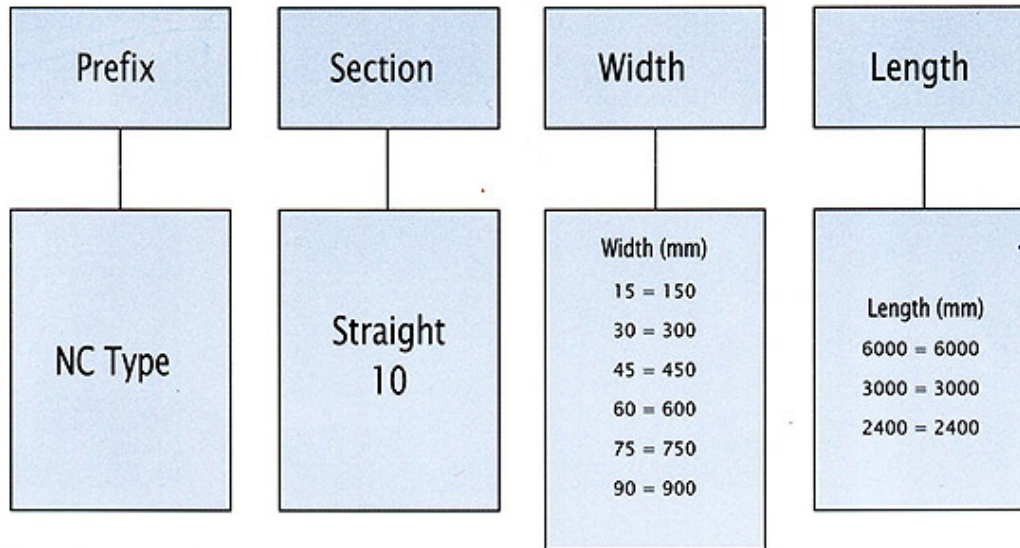 Prefix
Section
Width
Length
NC Type
Straight
10
Width (mm)
15 = 150
30 = 300
45 = 450
60 = 600
75 = 750
90 = 900
Length (mm)
6000 = 6000
3000 = 3000
2400 = 2400